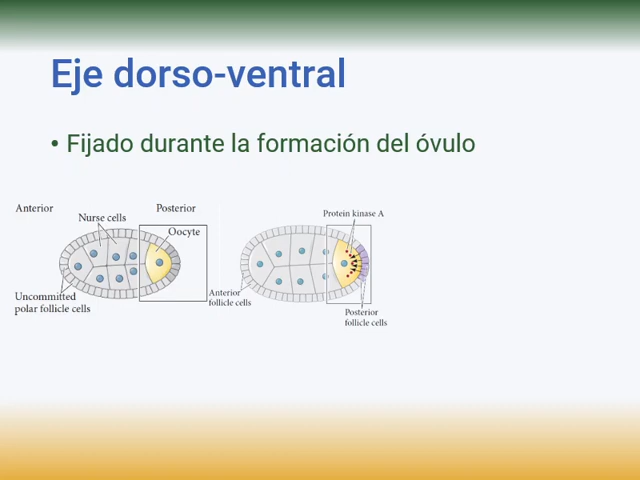 Eje dorso-ventral
• Fijado durante la formación del óvulo
Anterior
Posterior
Nurse cells
Oocyte
Uncommitted
polar follicle cells
Protein kinase A
Anterior
follicle cells
Posterior
follicle cells